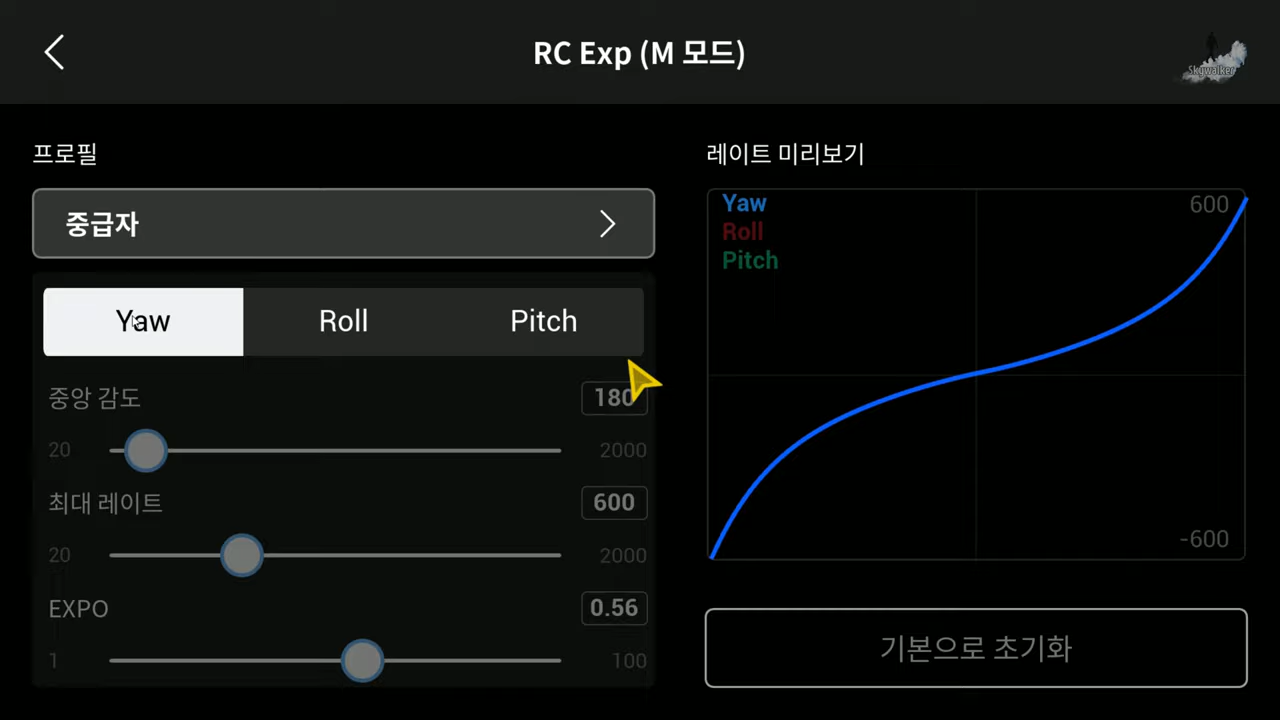 RC Exp (M 모드)
Skywalker
프로필
중급자
Yaw Roll Pitch
중앙 감도 180
20 2000
최대 레이트 600
20 2000
EXPO 0.56
1 100
레이트 미리보기
Yaw 600
Roll
Pitch
-600
기본으로 초기화